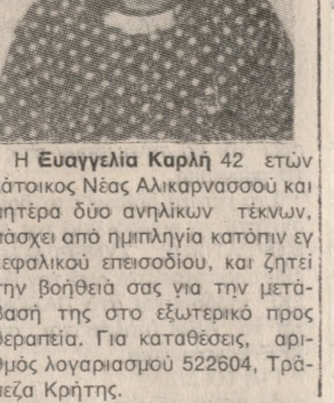 Η Ευαγγελία Καρλή 42 ετών
κάτοικος Νέας Αλικαρνασσού και
μητέρα δύο ανηλίκων τέκνων,
πάσχει από ημιπληγία κατόπιν εγ
κεφαλικού επεισοδίου, και ζητεί
την βοήθειά σας για την μετά-
βασή της στο εξωτερικό προς
θεραπεία. Για καταθέσεις, αρι-
θμός λογαριασμού 522604, Τρά-
πεζα Κρήτης.